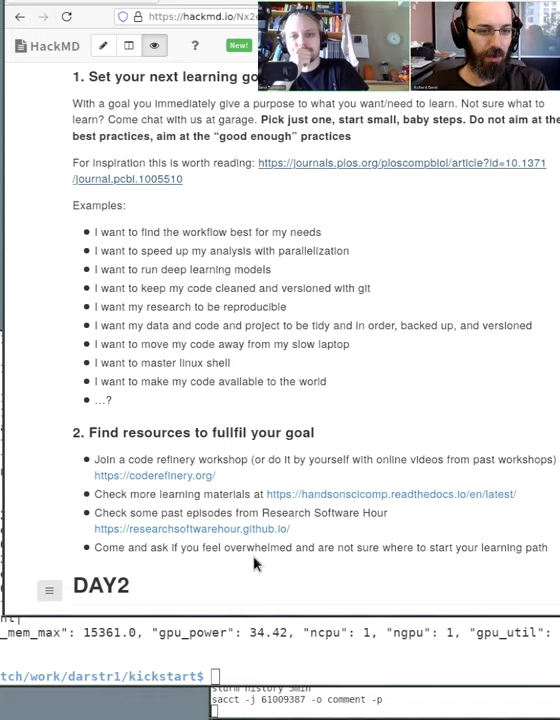 https://hackmd.io/Nx2
HackMD
?
New!
1. Set your next learning go
With a goal you immediately give a purpose to what you want/need to learn. Not sure what to
learn? Come chat with us at garage. Pick just one, start small, baby steps. Do not aim at the
best practices, aim at the “good enough” practices
For inspiration this is worth reading: https://journals.plos.org/ploscompbiol/article?id=10.1371
/journal.pcbi.1005510
Examples:
I want to find the workflow best for my needs
I want to speed up my analysis with parallelization
I want to run deep learning models
I want to keep my code cleaned and versioned with git
I want my research to be reproducible
I want my data and code and project to be tidy and in order, backed up, and versioned
I want to move my code away from my slow laptop
I want to master linux shell
I want to make my code available to the world
...?
2. Find resources to fullfil your goal
Join a code refinery workshop (or do it by yourself with online videos from past workshops)
https://coderefinery.org/
Check more learning materials at https://handsonscicomp.readthedocs.io/en/latest/
Check some past episodes from Research Software Hour
https://researchsoftwarehour.github.io/
Come and ask if you feel overwhelmed and are not sure where to start your learning path
DAY2
_mem_max": 15361.0, "gpu_power": 34.42, "ncpu": 1, "ngpu": 1, "gpu_util":
tch/work/darstr1/kickstart$
slurm history 5min
sacct -j 61009387 -o comment -p